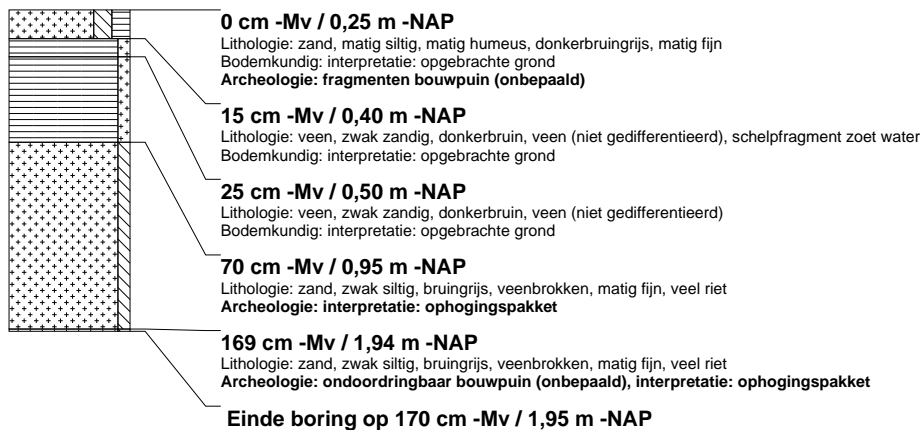 0 cm -Mv / 0,25 m -NAP
Lithologie: zand, matig siltig, matig humeus, donkerbruingrijs, matig fijn
Bodemkundig: interpretatie: opgebrachte grond
Archeologie: fragmenten bouwpuin (onbepaald)
15 cm -Mv / 0,40 m -NAP
Lithologie: veen, zwak zandig, donkerbruin, veen (niet gedifferentieerd), schelpfragment zoet water
Bodemkundig: interpretatie: opgebrachte grond
25 cm -Mv / 0,50 m -NAP
Lithologie: veen, zwak zandig, donkerbruin, veen (niet gedifferentieerd)
Bodemkundig: interpretatie: opgebrachte grond
70 cm -Mv / 0,95 m -NAP
Lithologie: zand, zwak siltig, bruingrijs, veenbrokken, matig fijn, veel riet
Archeologie: interpretatie: ophogingspakket
169 cm -Mv / 1,94 m -NAP
Lithologie: zand, zwak siltig, bruingrijs, veenbrokken, matig fijn, veel riet
Archeologie: ondoordringbaar bouwpuin (onbepaald), interpretatie: ophogingspakket
Einde boring op 170 cm -Mv / 1,95 m -NAP